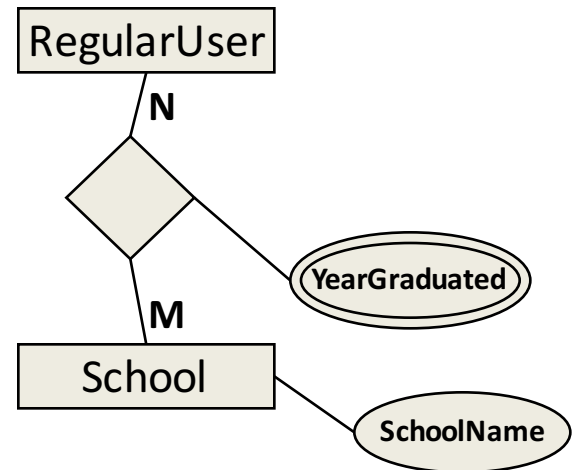 RegularUser
N
YearGraduated
M
School
SchoolName